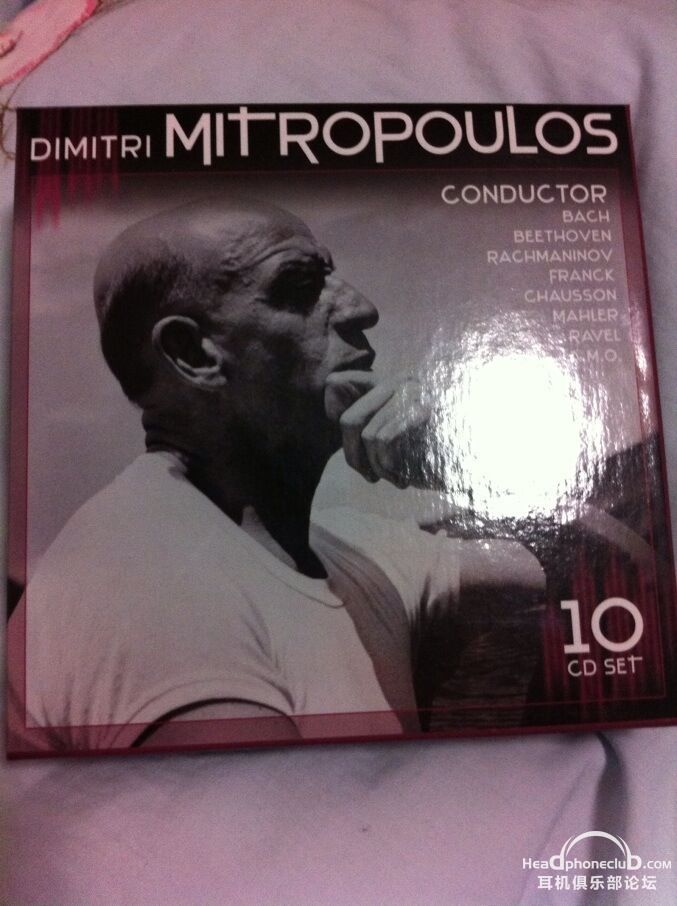 DIMITRI MITROPOULOS
CONDUCTOR
BACH
BEETHOVEN
RACHMANINOV
FRANCK
CHAUSSON
MAHLER
RAVEL
10
CD SET
HeadphoneclUb.COM
耳机俱乐部论坛